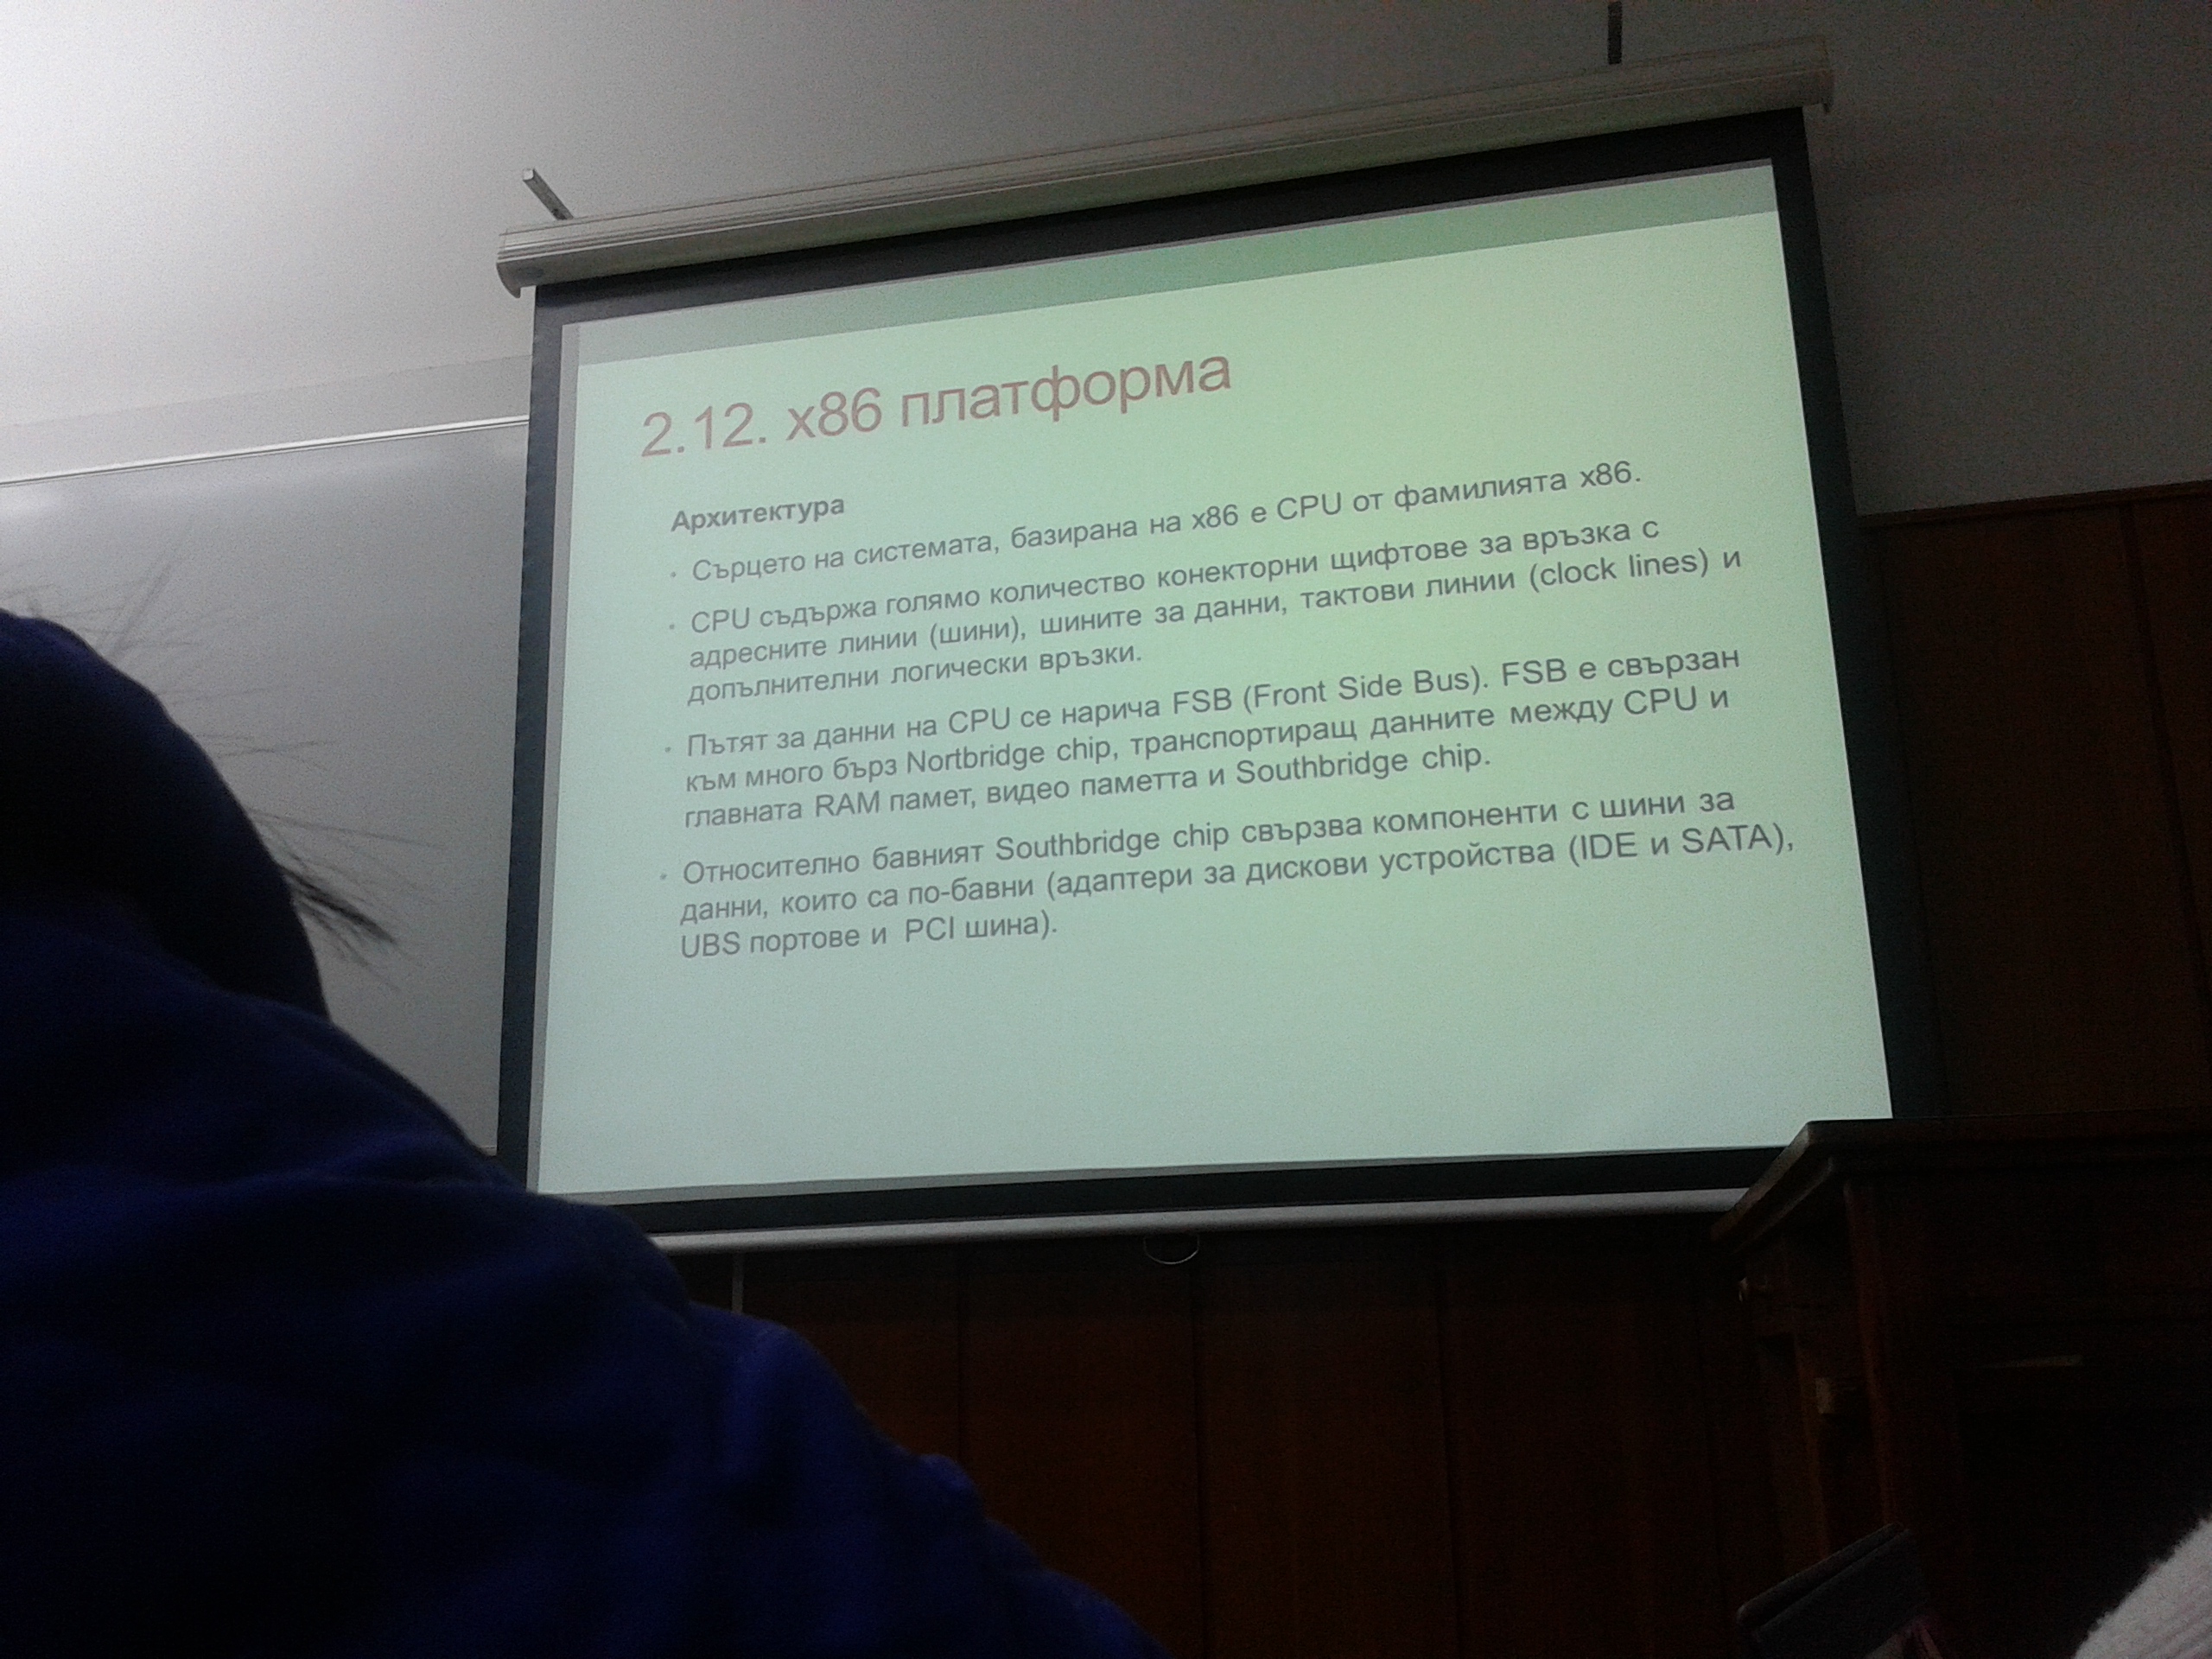 2.12. x86 платформа
Архитектура
• Сърцето на системата, базирана на x86 е CPU от фамилията x86.
• CPU съдържа голямо количество конекторни щифтове за връзка с
адресните линии (шини), шините за данни, тактови линии (clock lines) и
допълнителни логически връзки.
• Пътят за данни на CPU се нарича FSB (Front Side Bus). FSB е свързан
към много бърз Nortbridge chip, транспортиращ данните между CPU и
главната RAM памет, видео паметта и Southbridge chip.
• Относително бавният Southbridge chip свързва компоненти с шини за
данни, които са по-бавни (адаптери за дискови устройства (IDE и SATA),
UBS портове и PCI шина).